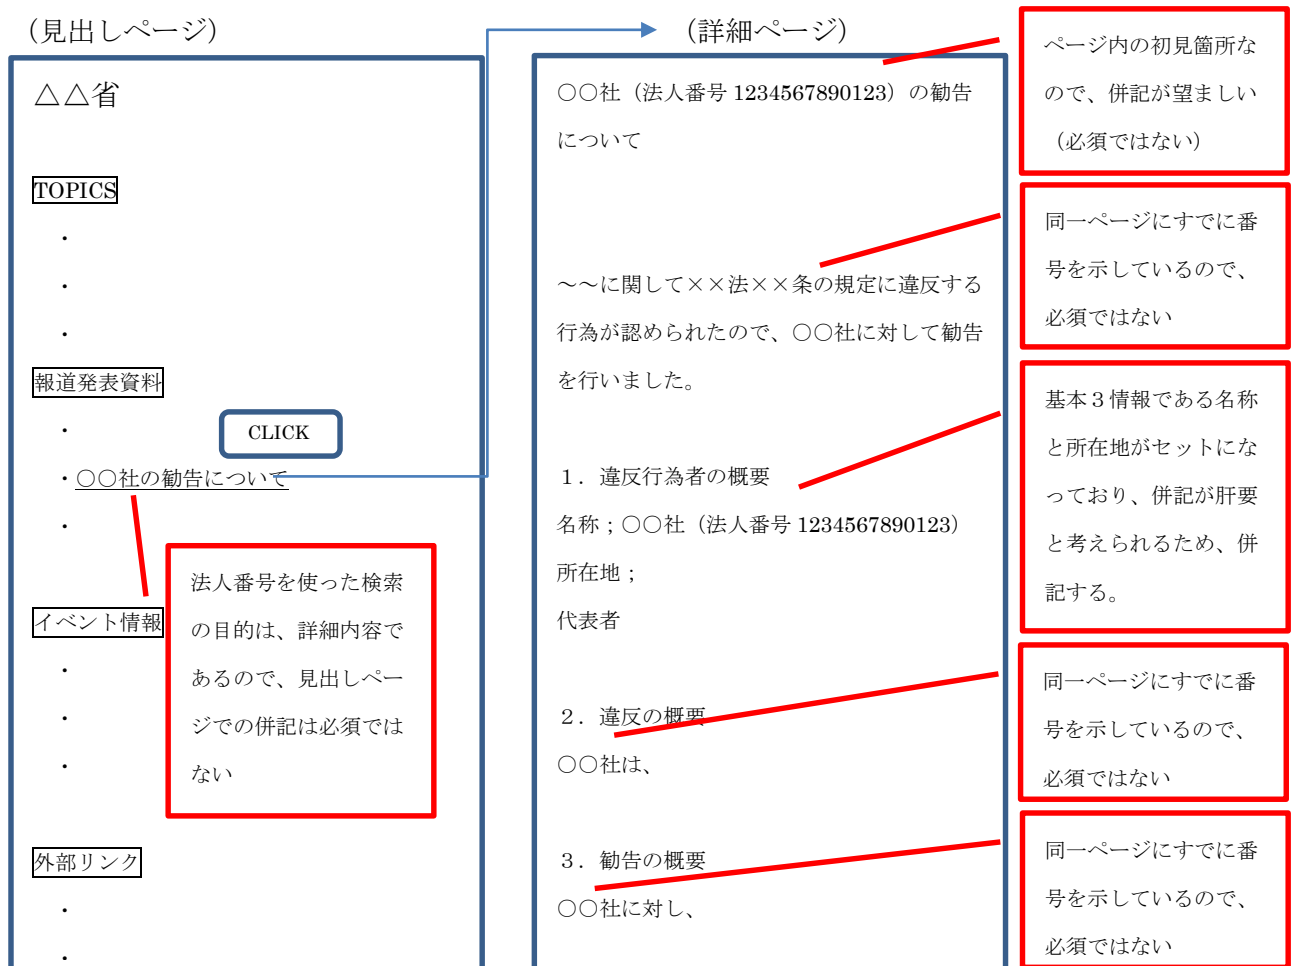 （見出しページ）
△△省
TOPICS
・
・
・
報道発表資料
・
CLICK
・○○社の勧告について
・
法人番号を使った検索
の目的は、詳細内容で
あるので、見出しペー
ジでの併記は必須では
ない
イベント情報
・
・
・
外部リンク
・
・
（詳細ページ）
○○社（法人番号 1234567890123）の勧告
について
～～に関して××法××条の規定に違反する
行為が認められたので、○○社に対して勧告
を行いました。
１．違反行為者の概要
名称；○○社（法人番号 1234567890123）
所在地；
代表者
２．違反の概要
○○社は、
３．勧告の概要
○○社に対し、
ページ内の初見箇所な
ので、併記が望ましい
（必須ではない）
同一ページにすでに番
号を示しているので、
必須ではない
基本３情報である名称
と所在地がセットにな
っており、併記が肝要
と考えられるため、併
記する。
同一ページにすでに番
号を示しているので、
必須ではない
同一ページにすでに番
号を示しているので、
必須ではない